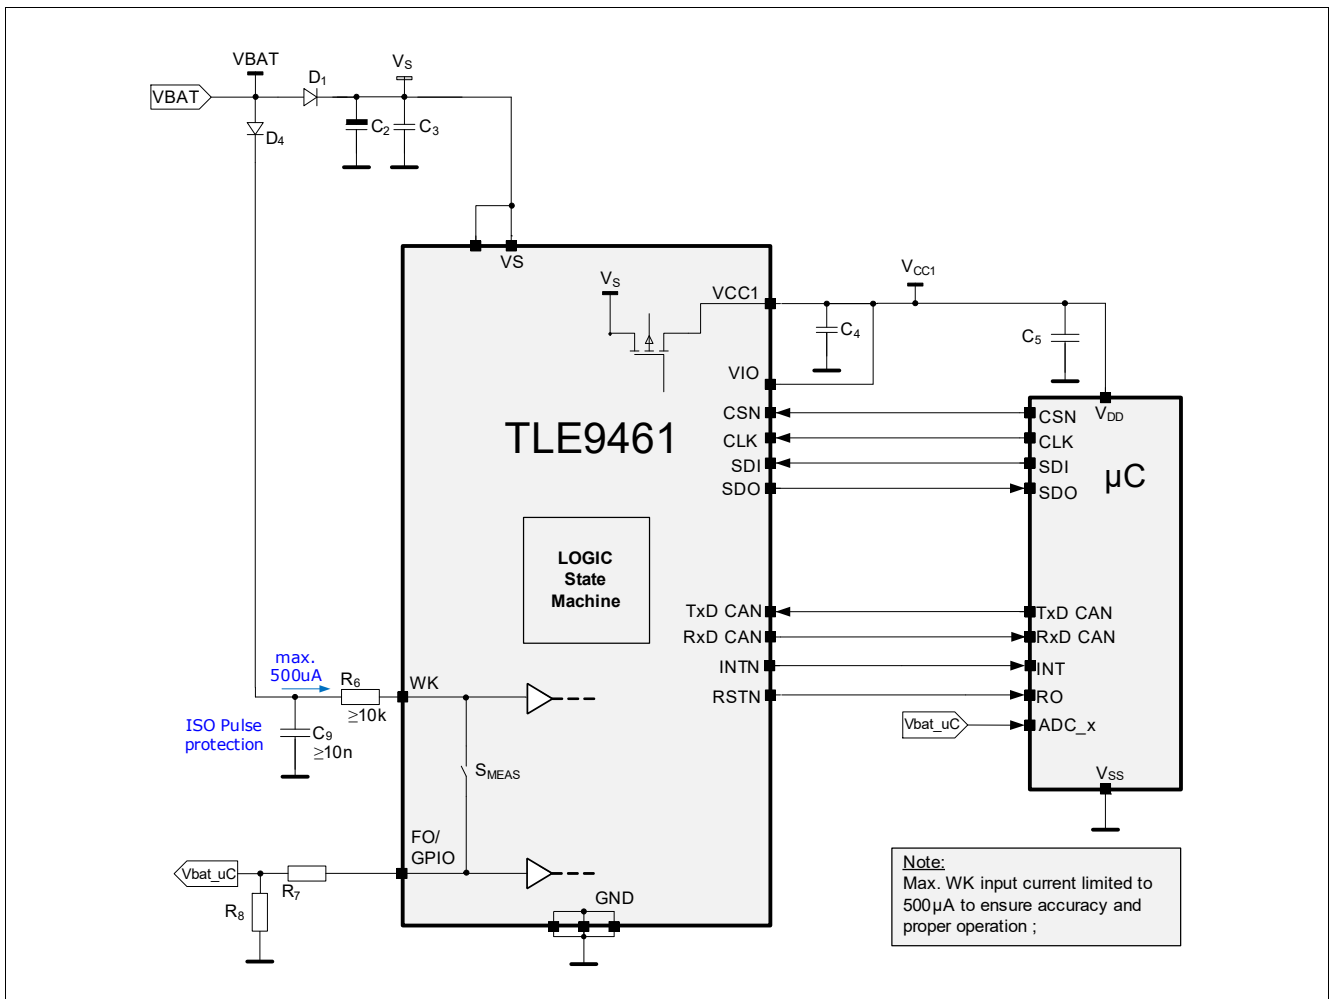 VBAT
VS
D1
VBAT
C2
C3
D4
VS
VS
VCC1
VCC1
C4
C5
VIO
CSN
CSN
VDD
CLK
CLK
TLE9461
SDI
SDI
µC
SDO
SDO
LOGIC
State
Machine
TxD CAN
TxD CAN
RxD CAN
RxD CAN
max.
500uA
R6
WK
INTN
INT
≥10k
RSTN
RO
ISO Pulse
protection
C9
≥10n
Vbat_uC
ADC_x
SMEAS
VSS
FO/
GPIO
Vbat_uC
R7
R8
GND
Note:
Max. WK input current limited to
500µA to ensure accuracy and
proper operation ;